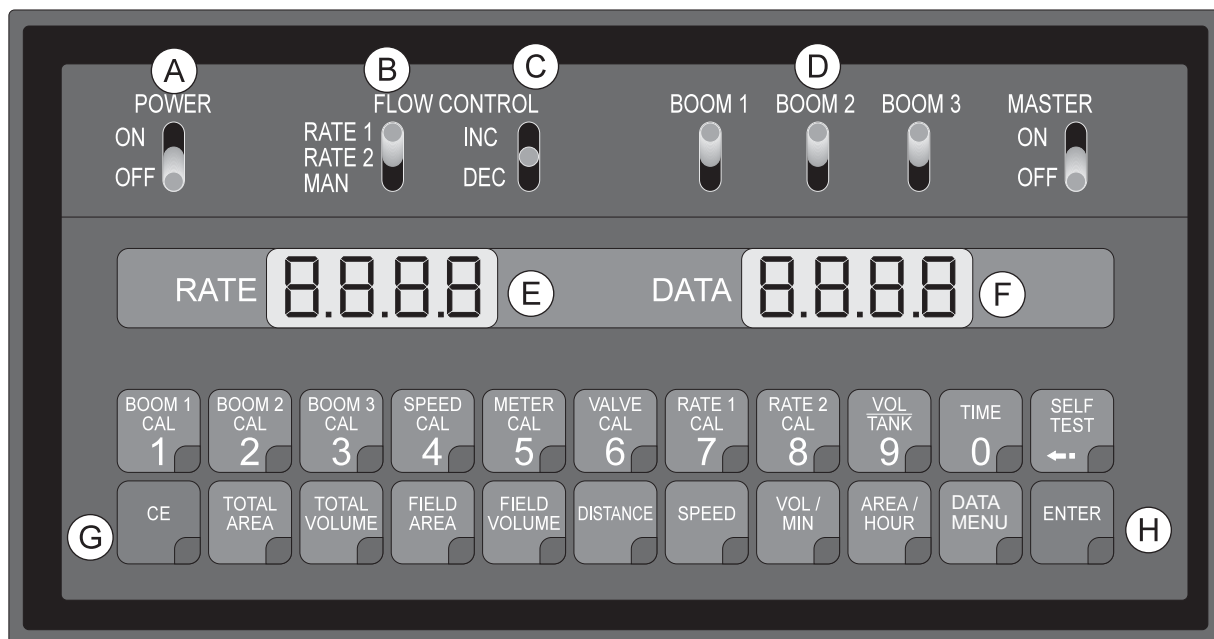 A
B
C
D
POWER
ON
OFF
FLOW CONTROL
RATE 1
RATE 2
MAN
INC
DEC
BOOM 1
BOOM 2
BOOM 3
MASTER
ON
OFF
RATE
8.8.8.8
E
DATA
8.8.8.8
F
BOOM 1
CAL
1
BOOM 2
CAL
2
BOOM 3
CAL
3
SPEED
CAL
4
METER
CAL
5
VALVE
CAL
6
RATE 1
CAL
7
RATE 2
CAL
8
VOL
TANK
9
TIME
0
SELF
TEST
G
CE
TOTAL
AREA
TOTAL
VOLUME
FIELD
AREA
FIELD
VOLUME
DISTANCE
SPEED
VOL /
MIN
AREA /
HOUR
DATA
MENU
ENTER
H